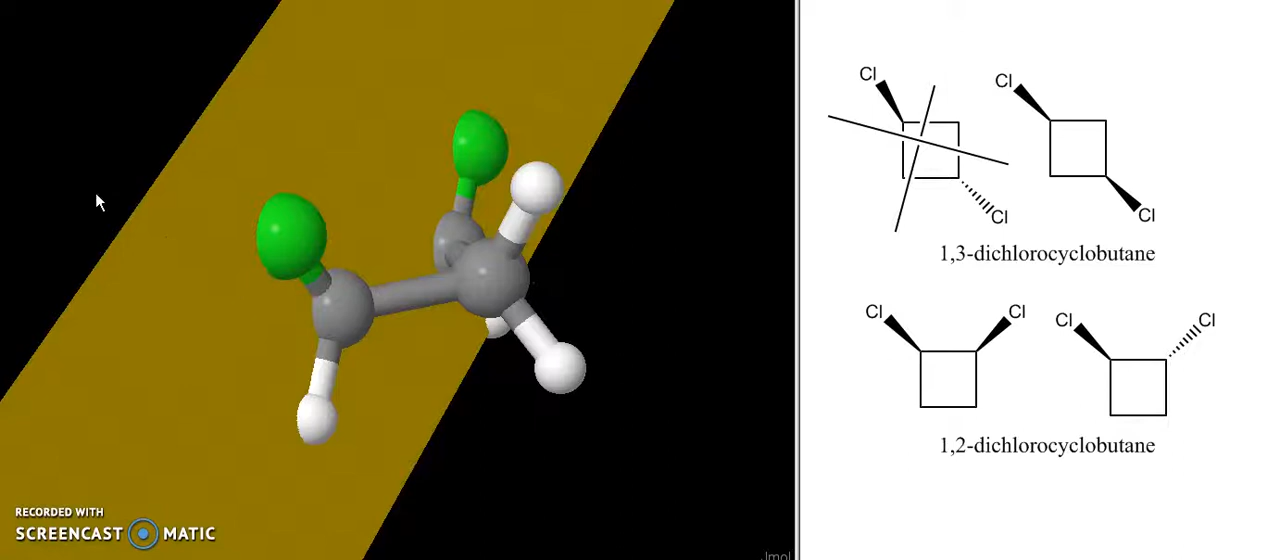 Cl
Cl
Cl
Cl
1,3-dichlorocyclobutane
Cl
Cl
Cl
Cl
1,2-dichlorocyclobutane
RECORDED WITH
SCREENCAST MATIC
Jmol